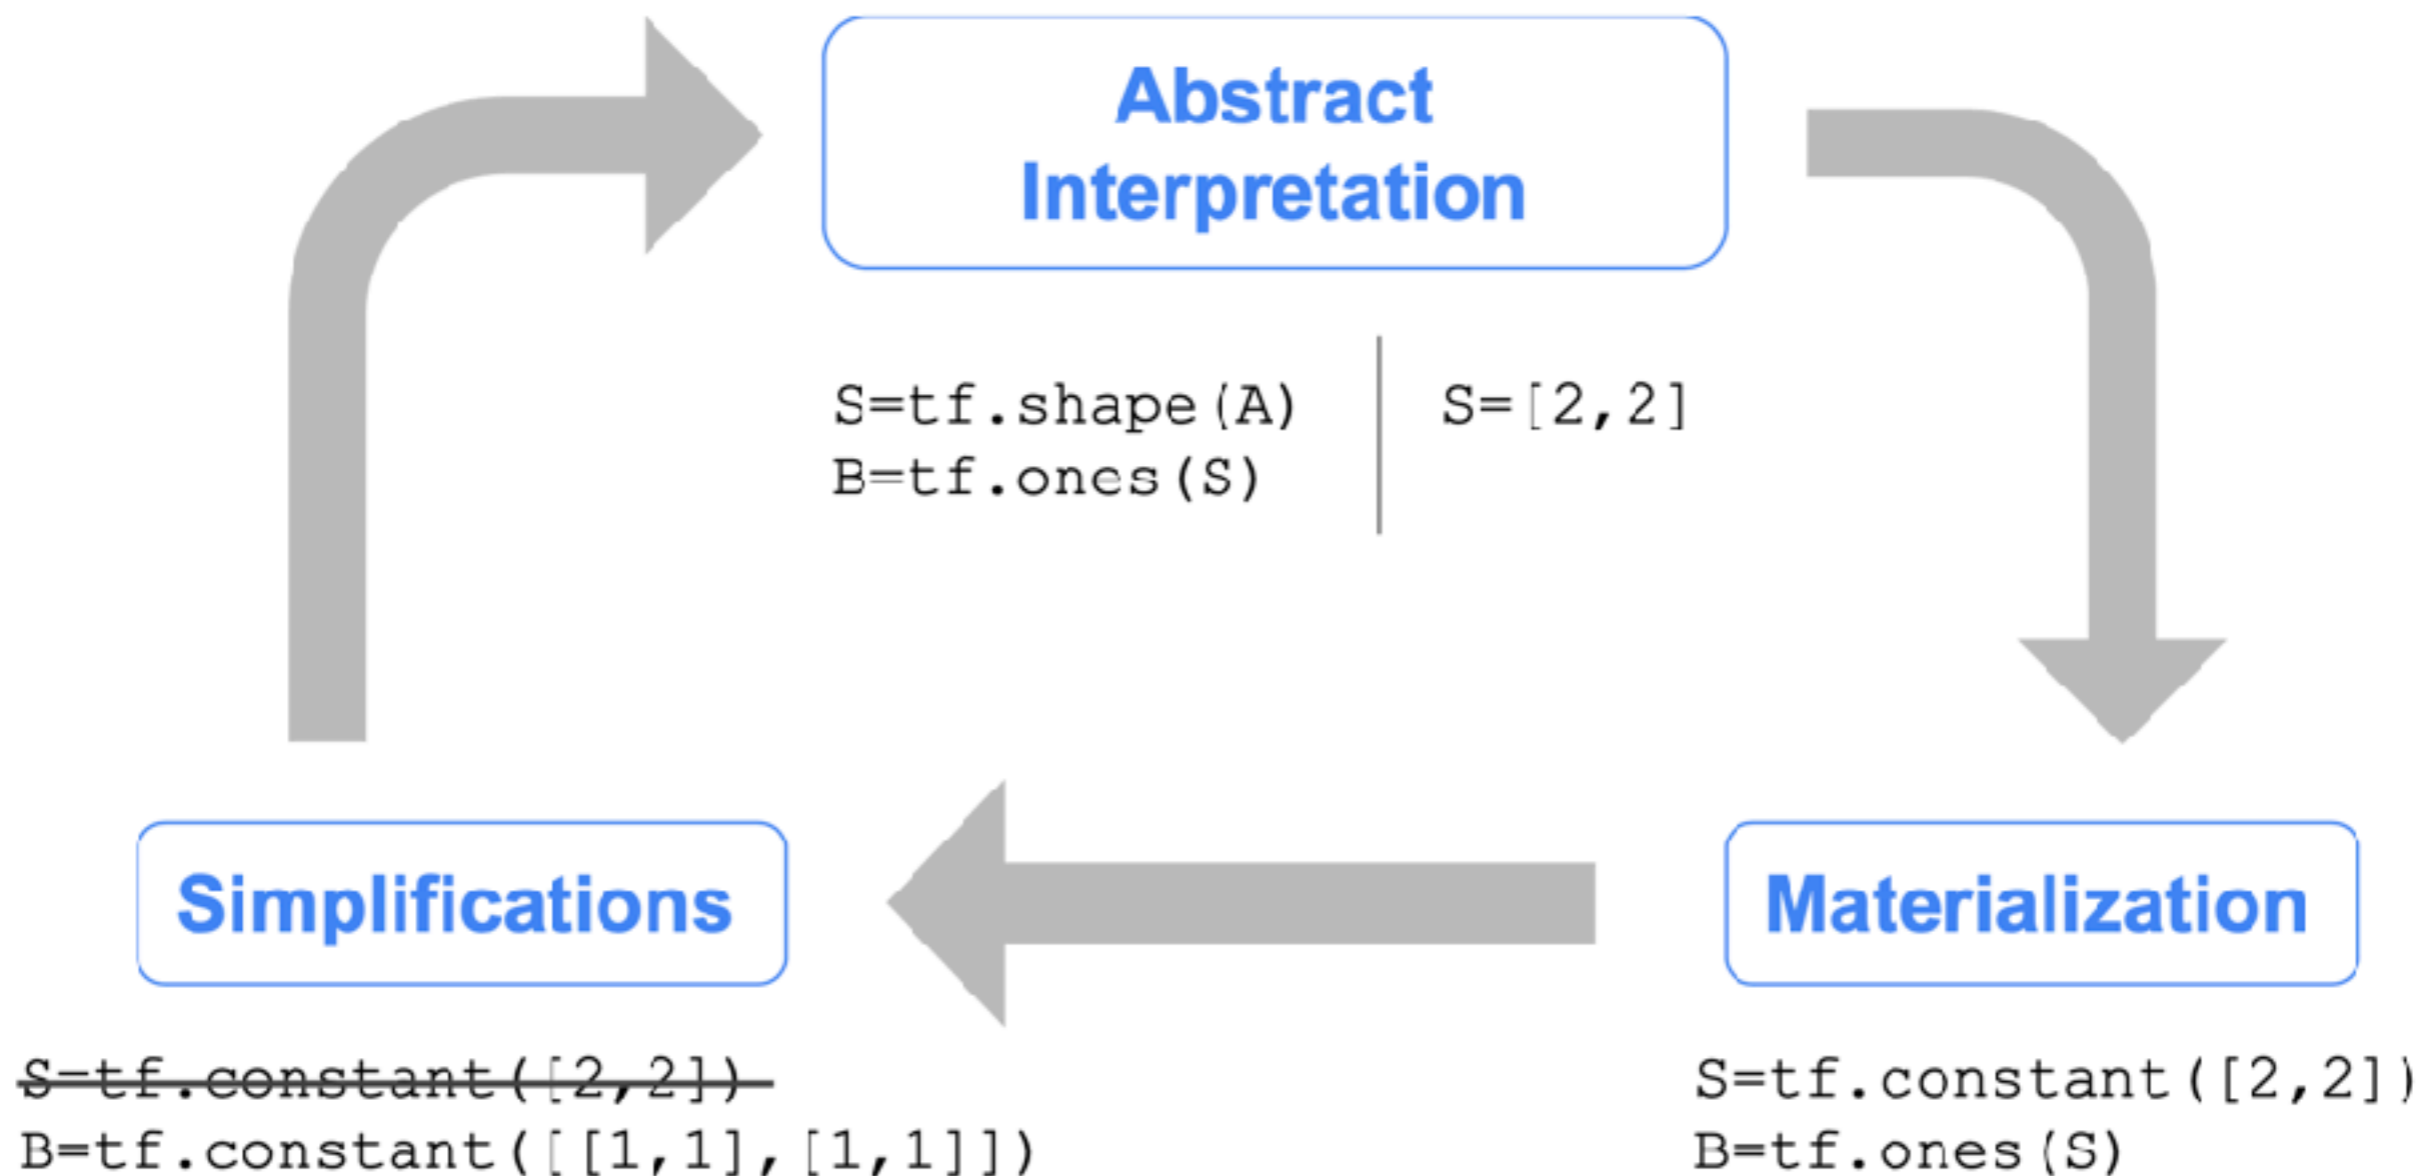 Abstract
Interpretation
S=tf.shape(A)
B=tf.ones(S)
S=[2,2]
Simplifications
S=tf.constant([2,2])
B=tf.constant([[1,1],[1,1]])
Materialization
S=tf.constant([2,2])
B=tf.ones(S)